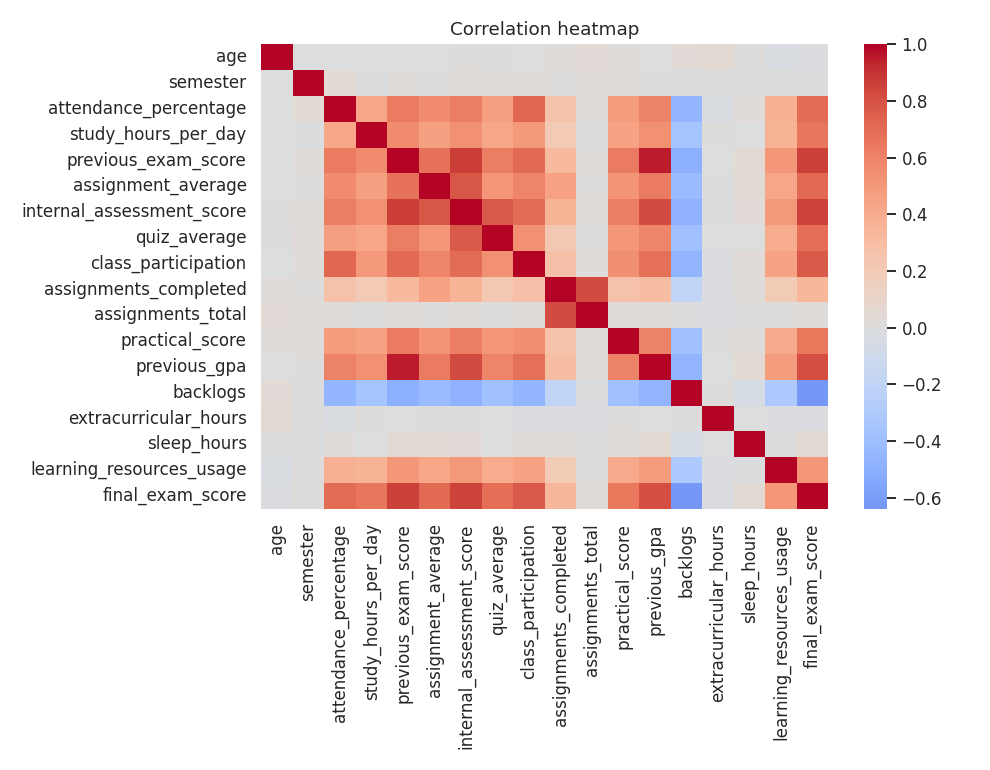 Correlation heatmap
age
semester
attendance_percentage
study_hours_per_day
previous_exam_score
assignment_average
internal_assessment_score
quiz_average
class_participation
assignments_completed
assignments_total
practical_score
previous_gpa
backlogs
extracurricular_hours
sleep_hours
learning_resources_usage
final_exam_score
age
semester
attendance_percentage
study_hours_per_day
previous_exam_score
assignment_average
internal_assessment_score
quiz_average
class_participation
assignments_completed
assignments_total
practical_score
previous_gpa
backlogs
extracurricular_hours
sleep_hours
learning_resources_usage
final_exam_score
1.0
0.8
0.6
0.4
0.2
0.0
−0.2
−0.4
−0.6